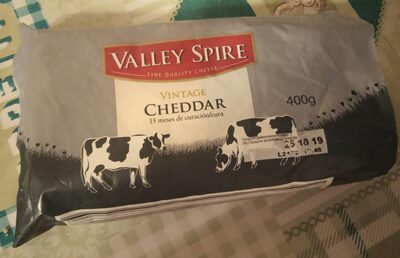 VALLEY SPIRE
FINE QUALITY CHEESE
VINTAGE
CHEDDAR
15 meses de curación/cura
400g
25 10 19